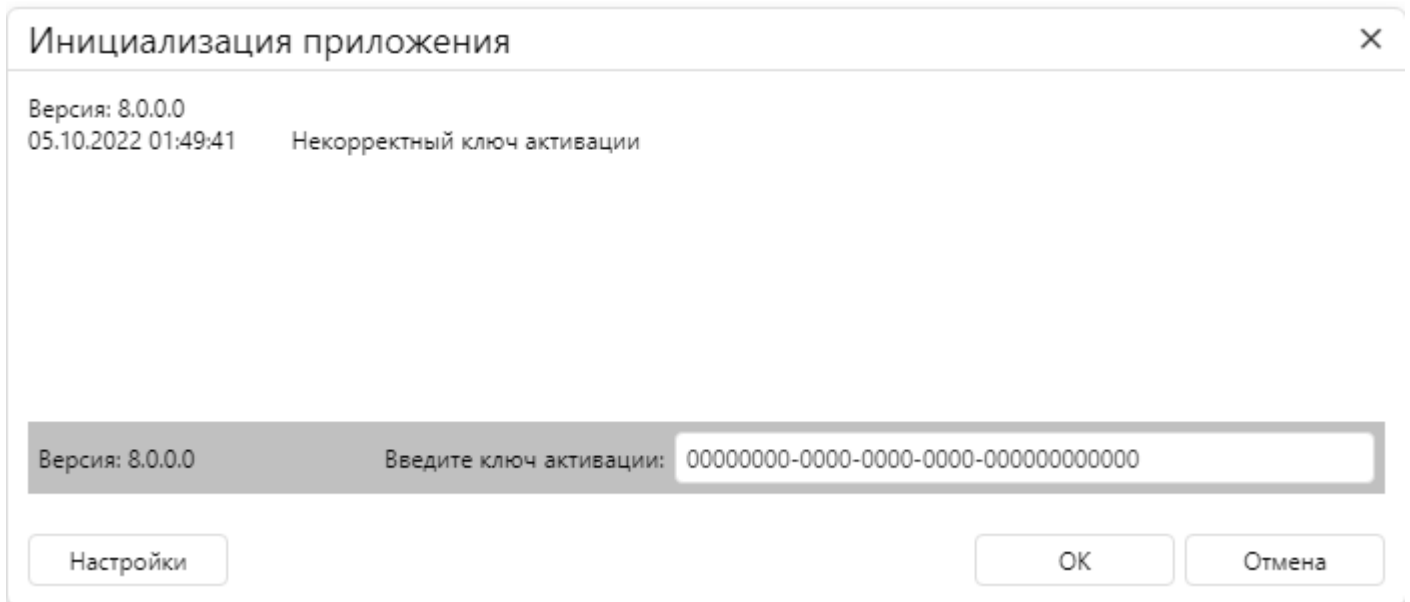 Инициализация приложения
Версия: 8.0.0.0
05.10.2022 01:49:41 Некорректный ключ активации
Версия: 8.0.0.0 Введите ключ активации: 00000000-0000-0000-0000-000000000000
Настройки ОК Отмена